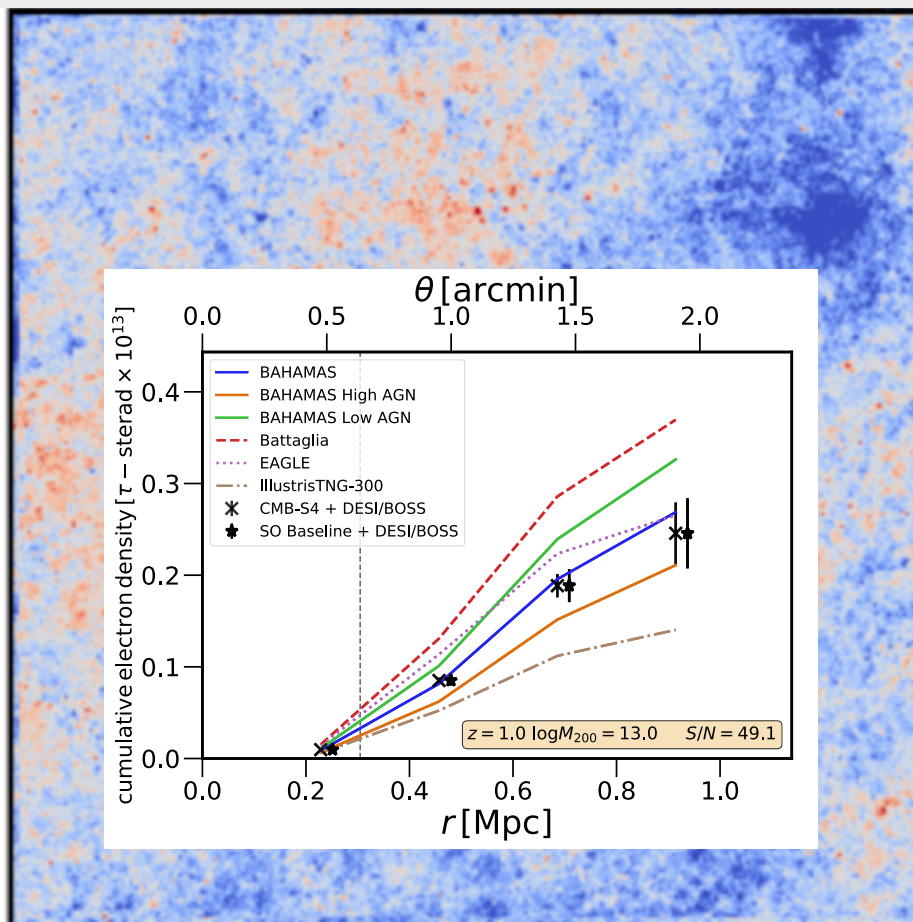 θ [arcmin]
0.0 0.5 1.0 1.5 2.0
cumulative electron density [τ − sterad × 10¹³]
0.4
0.3
0.2
0.1
0.0
BAHAMAS
BAHAMAS High AGN
BAHAMAS Low AGN
Battaglia
EAGLE
IllustrisTNG-300
CMB-S4 + DESI/BOSS
SO Baseline + DESI/BOSS
z = 1.0 logM₂₀₀ = 13.0 S/N = 49.1
0.0 0.2 0.4 0.6 0.8 1.0
r [Mpc]